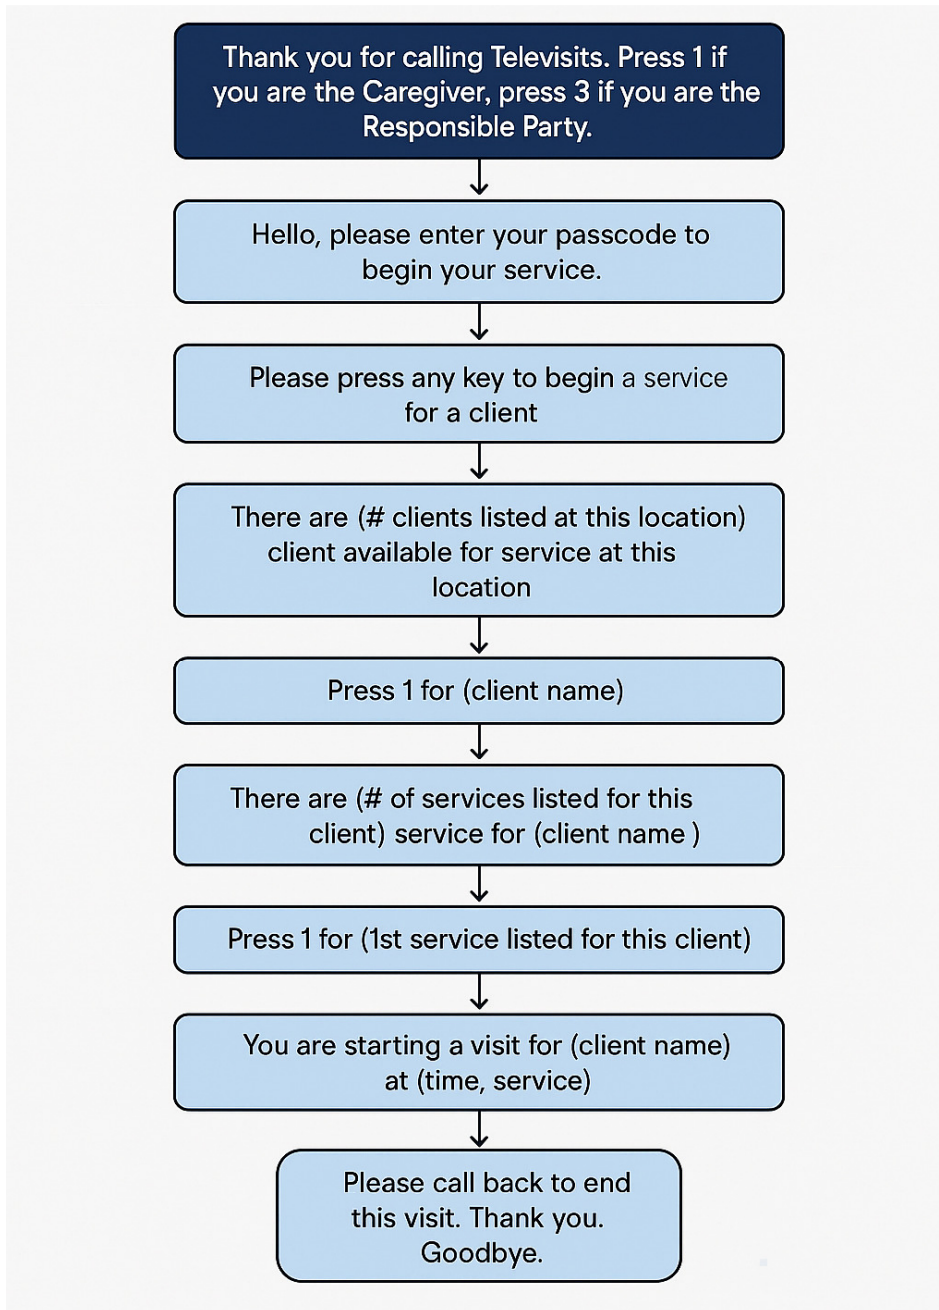 Thank you for calling Televisits. Press 1 if
you are the Caregiver, press 3 if you are the
Responsible Party.
Hello, please enter your passcode to
begin your service.
Please press any key to begin a service
for a client
There are (# clients listed at this location)
client available for service at this
location
Press 1 for (client name)
There are (# of services listed for this
client) service for (client name )
Press 1 for (1st service listed for this client)
You are starting a visit for (client name)
at (time, service)
Please call back to end
this visit. Thank you.
Goodbye.